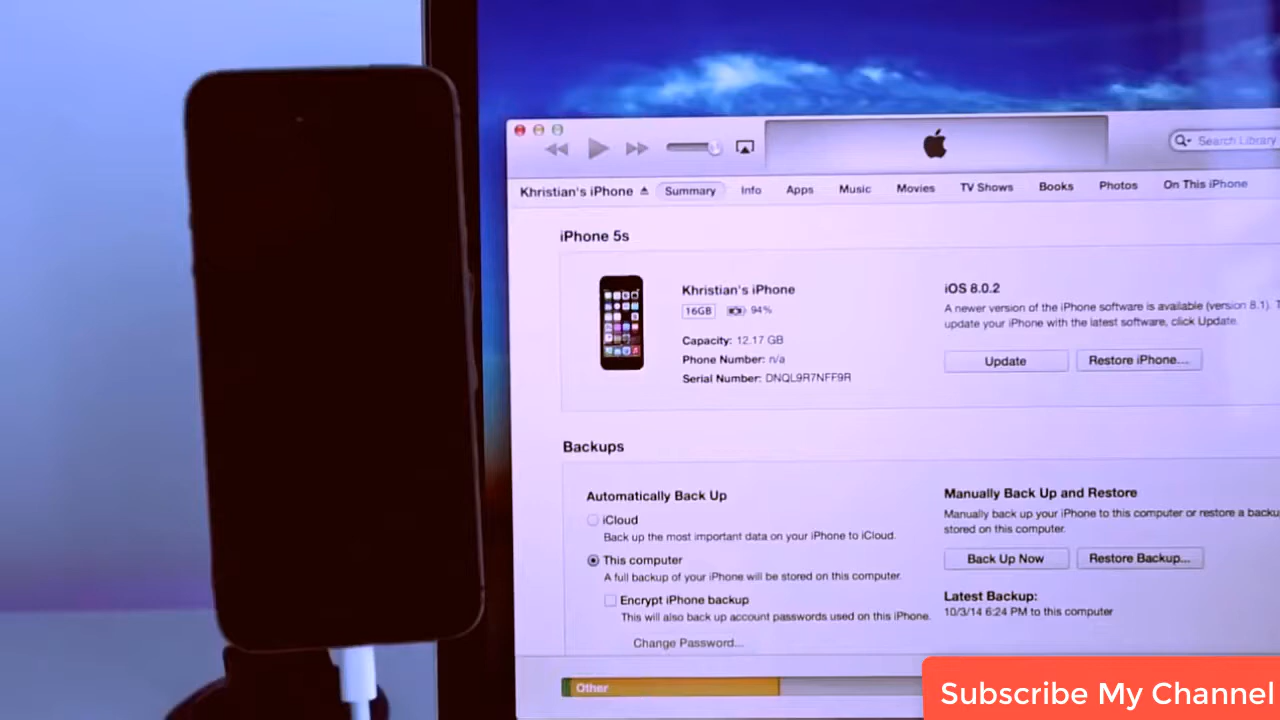 Search Library
Khristian's iPhone
Summary
Info
Apps
Music
Movies
TV Shows
Books
Photos
On This iPhone
iPhone 5s
Khristian's iPhone
16GB
94%
Capacity: 12.17 GB
Phone Number: n/a
Serial Number: DNQL9R7NFF9R
iOS 8.0.2
A newer version of the iPhone software is available (version 8.1).
update your iPhone with the latest software, click Update.
Update
Restore iPhone...
Backups
Automatically Back Up
iCloud
Back up the most important data on your iPhone to iCloud.
This computer
A full backup of your iPhone will be stored on this computer.
Encrypt iPhone backup
This will also back up account passwords used on this iPhone.
Change Password...
Manually Back Up and Restore
Manually back up your iPhone to this computer or restore a
stored on this computer.
Back Up Now
Restore Backup...
Latest Backup:
10/3/14 6:24 PM to this computer
Other
Subscribe My Channel